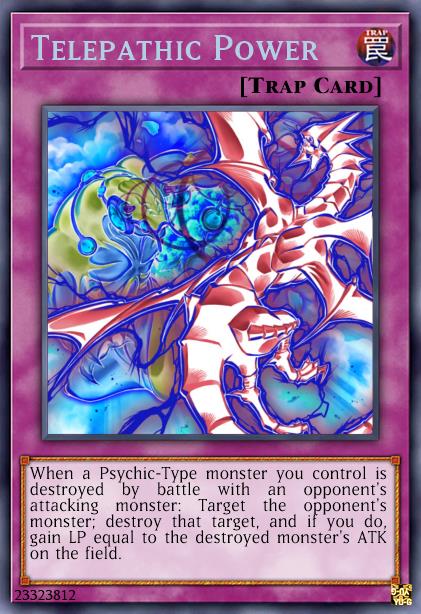 Telepathic Power
TRAP
罠
[Trap Card]
When a Psychic-Type monster you control is
destroyed by battle with an opponent's
attacking monster: Target the opponent's
monster; destroy that target, and if you do,
gain LP equal to the destroyed monster's ATK
on the field.
23323812